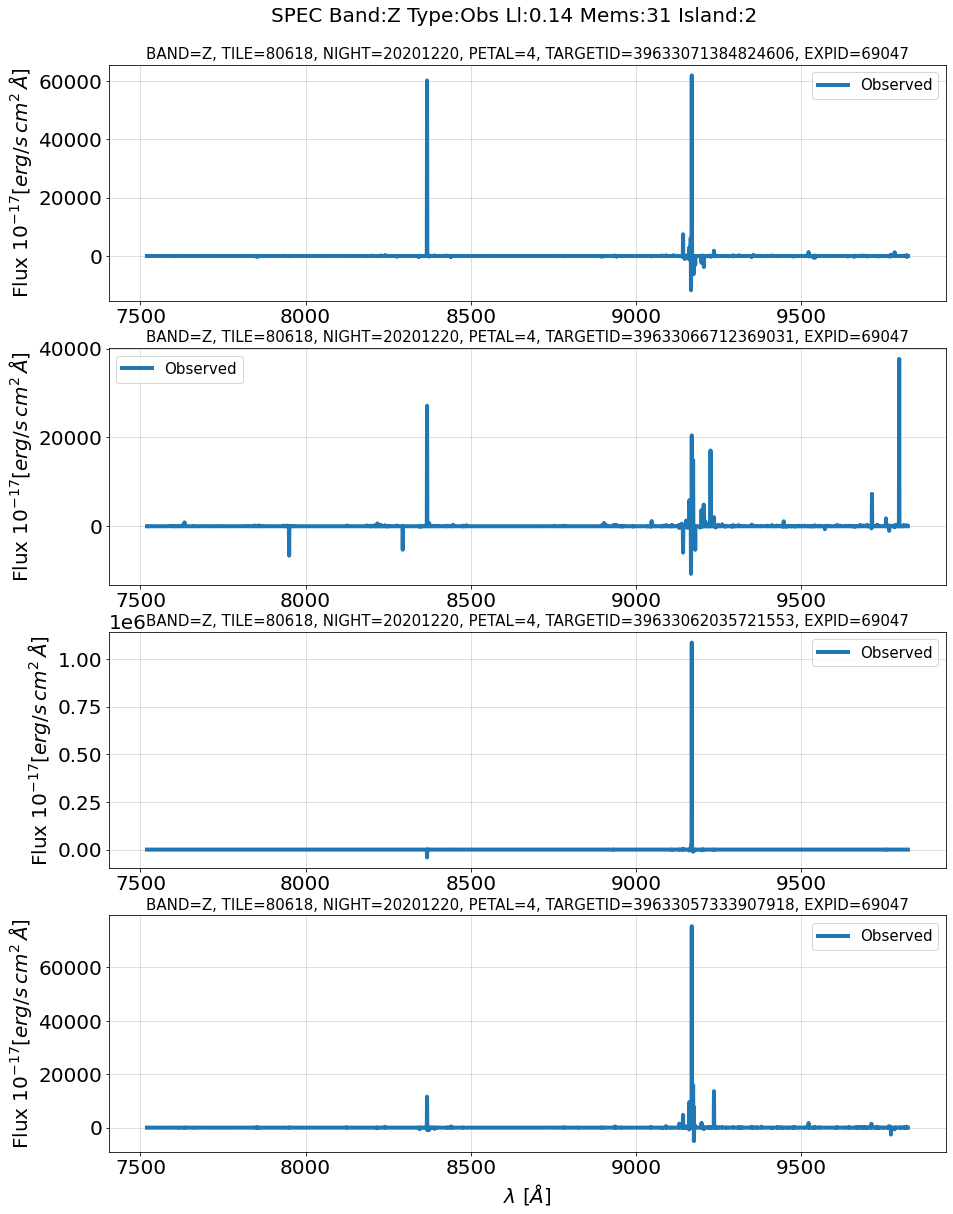 SPEC Band:Z Type:Obs Ll:0.14 Mems:31 Island:2
BAND=Z, TILE=80618, NIGHT=20201220, PETAL=4, TARGETID=39633071384824606, EXPID=69047
Flux 10^{-17}[erg/s cm^2 Å]
60000
40000
20000
0
Observed
7500 8000 8500 9000 9500
BAND=Z, TILE=80618, NIGHT=20201220, PETAL=4, TARGETID=39633066712369031, EXPID=69047
Flux 10^{-17}[erg/s cm^2 Å]
40000
20000
0
Observed
7500 8000 8500 9000 9500
1e6
BAND=Z, TILE=80618, NIGHT=20201220, PETAL=4, TARGETID=39633062035721553, EXPID=69047
Flux 10^{-17}[erg/s cm^2 Å]
1.00
0.75
0.50
0.25
0.00
Observed
7500 8000 8500 9000 9500
BAND=Z, TILE=80618, NIGHT=20201220, PETAL=4, TARGETID=39633057333907918, EXPID=69047
Flux 10^{-17}[erg/s cm^2 Å]
60000
40000
20000
0
Observed
7500 8000 8500 9000 9500
λ [Å]